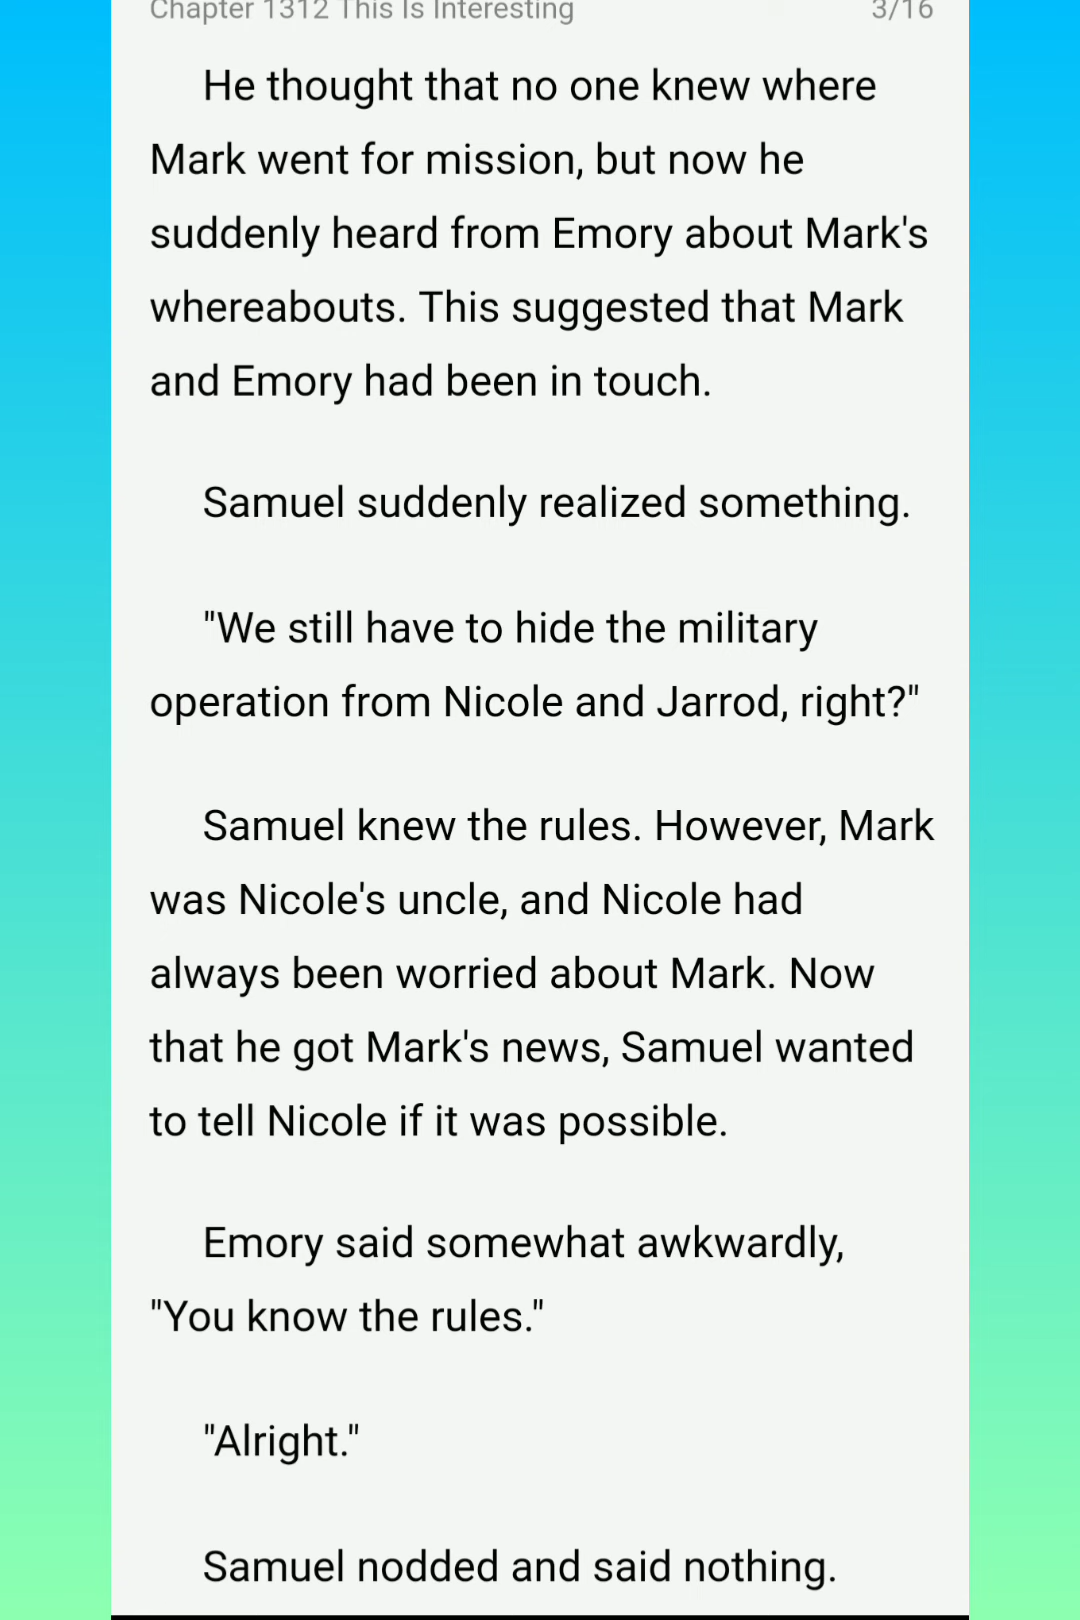 Chapter 1312 This Is Interesting 3/16
He thought that no one knew where
Mark went for mission, but now he
suddenly heard from Emory about Mark's
whereabouts. This suggested that Mark
and Emory had been in touch.
Samuel suddenly realized something.
"We still have to hide the military
operation from Nicole and Jarrod, right?"
Samuel knew the rules. However, Mark
was Nicole's uncle, and Nicole had
always been worried about Mark. Now
that he got Mark's news, Samuel wanted
to tell Nicole if it was possible.
Emory said somewhat awkwardly,
"You know the rules."
"Alright."
Samuel nodded and said nothing.